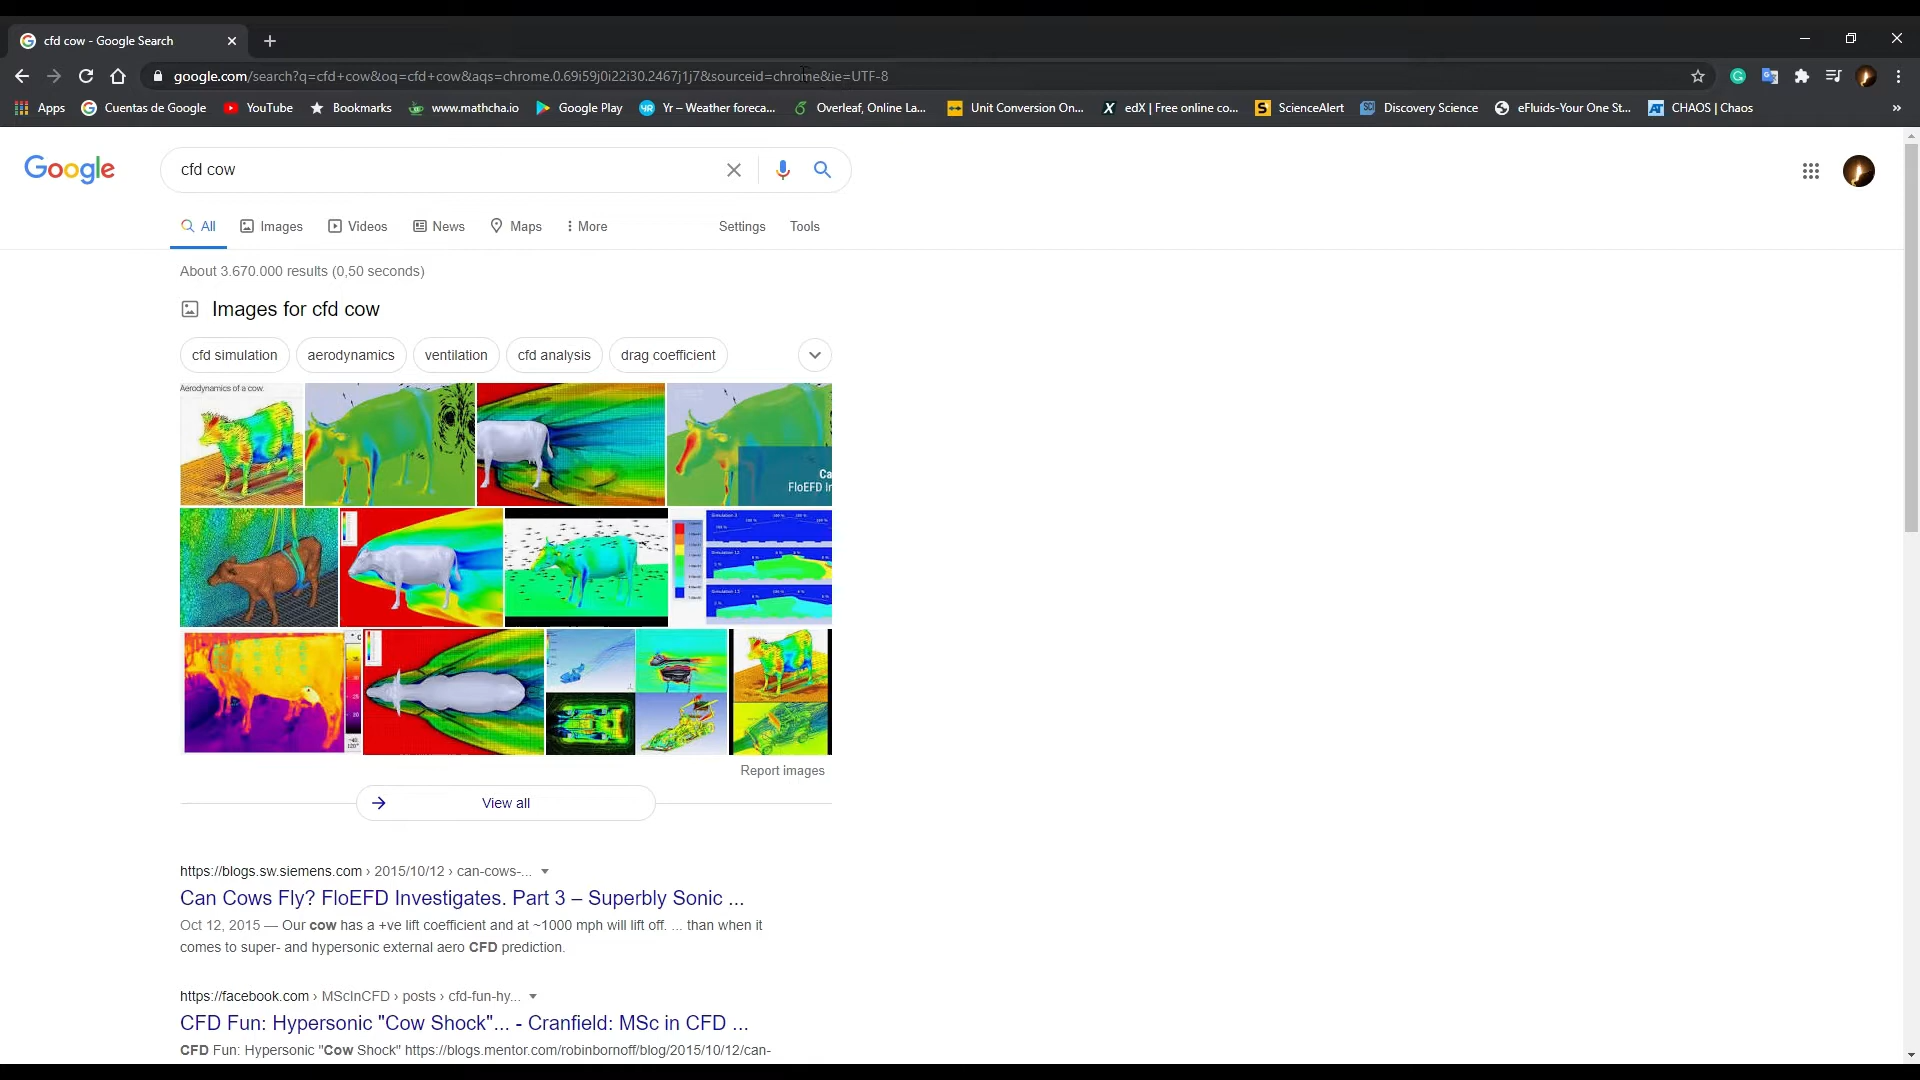 cfd cow - Google Search
google.com/search?q=cfd+cow&oq=cfd+cow&aqs=chrome.0.69i59j0i22i30.2467j1j7&sourceid=chrome&ie=UTF-8
Apps Cuentas de Google YouTube Bookmarks www.mathcha.io Google Play Yr – Weather foreca... Overleaf, Online La... Unit Conversion On... edX | Free online co... ScienceAlert Discovery Science eFluids-Your One St... CHAOS | Chaos »
Google cfd cow
All Images Videos News Maps More Settings Tools
About 3.670.000 results (0,50 seconds)
Images for cfd cow
cfd simulation aerodynamics ventilation cfd analysis drag coefficient
Aerodynamics of a cow.
Ca
FloEFD In
Report images
View all
https://blogs.sw.siemens.com › 2015/10/12 › can-cows-...
Can Cows Fly? FloEFD Investigates. Part 3 – Superbly Sonic ...
Oct 12, 2015 — Our cow has a +ve lift coefficient and at ~1000 mph will lift off. ... than when it
comes to super- and hypersonic external aero CFD prediction.
https://facebook.com › MScInCFD › posts › cfd-fun-hy...
CFD Fun: Hypersonic "Cow Shock"... - Cranfield: MSc in CFD ...
CFD Fun: Hypersonic "Cow Shock" https://blogs.mentor.com/robinbornoff/blog/2015/10/12/can-